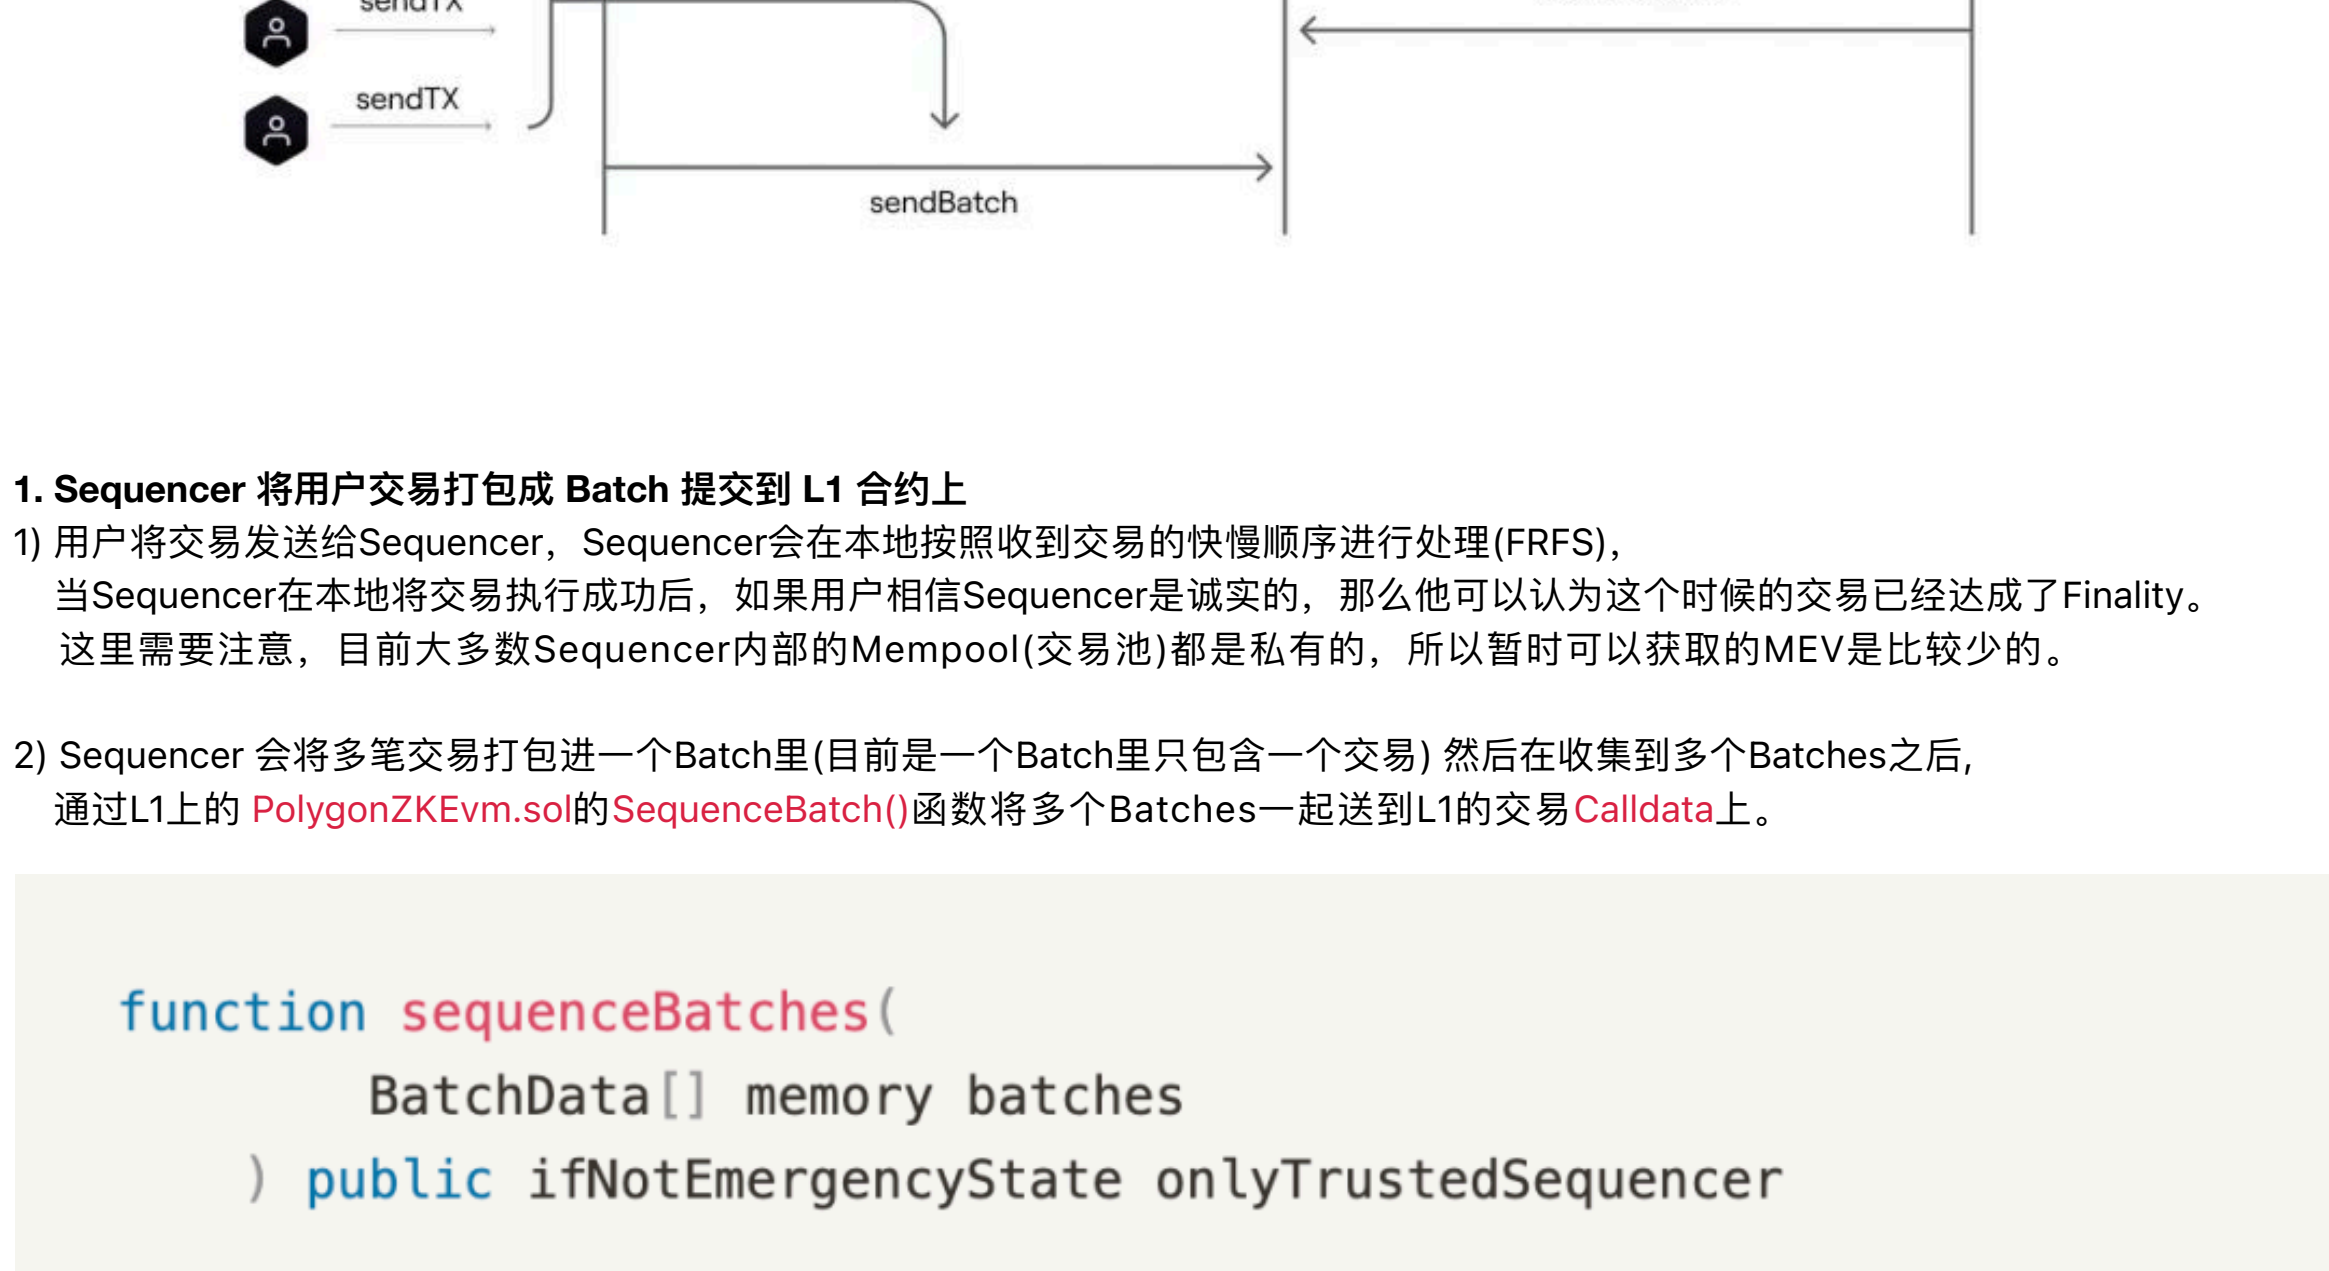 sendTX
sendTX
sendBatch
1. Sequencer 将用户交易打包成 Batch 提交到 L1 合约上
1) 用户将交易发送给Sequencer，Sequencer会在本地按照收到交易的快慢顺序进行处理(FRFS)，
当Sequencer在本地将交易执行成功后，如果用户相信Sequencer是诚实的，那么他可以认为这个时候的交易已经达成了Finality。
这里需要注意，目前大多数Sequencer内部的Mempool(交易池)都是私有的，所以暂时可以获取的MEV是比较少的。
2) Sequencer 会将多笔交易打包进一个Batch里(目前是一个Batch里只包含一个交易) 然后在收集到多个Batches之后,
通过L1上的 PolygonZKEvm.sol的SequenceBatch()函数将多个Batches一起送到L1的交易Calldata上。
function sequenceBatches(
BatchData[] memory batches
) public ifNotEmergencyState onlyTrustedSequencer